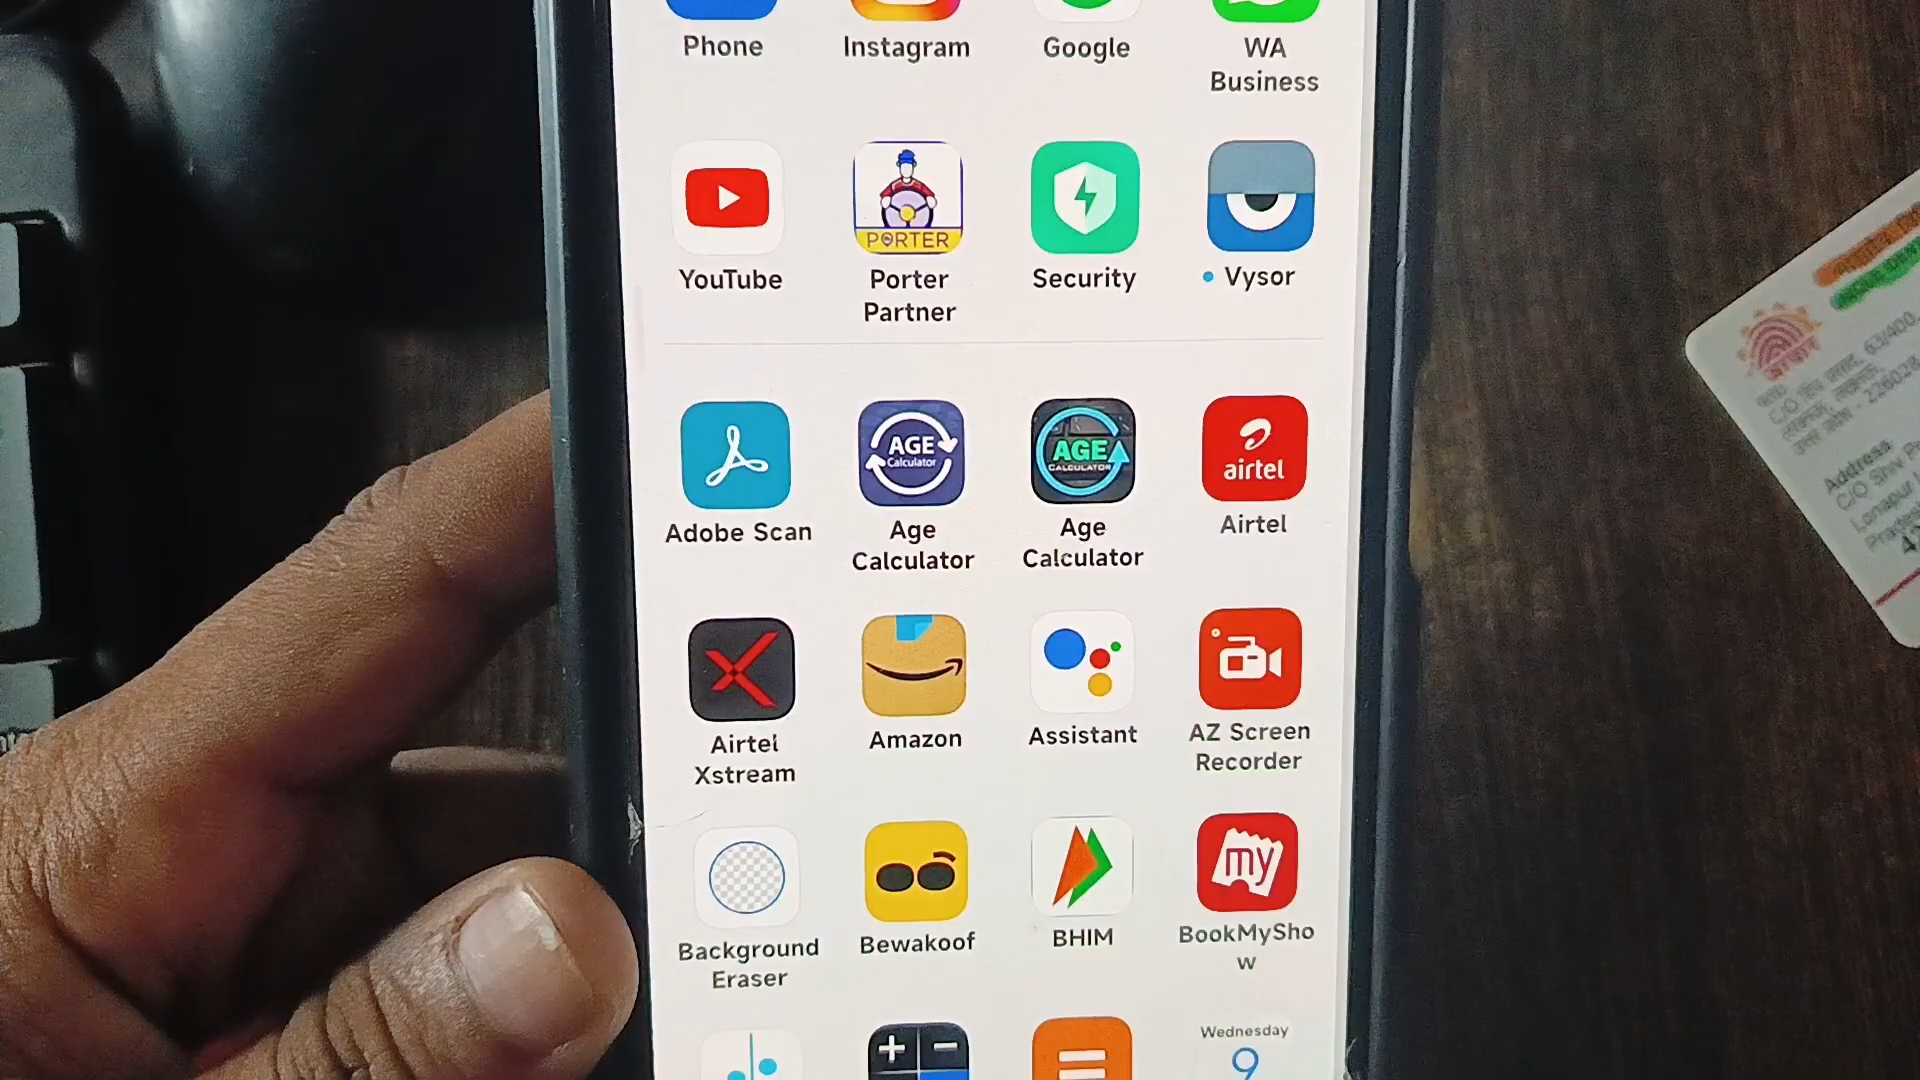 Phone
Instagram
Google
WA
Business
PORTER
YouTube
Porter
Partner
Security
Vysor
AGE
Calculator
AGE
CALCULATOR
airtel
Adobe Scan
Age
Calculator
Age
Calculator
Airtel
Airtel
Xstream
Amazon
Assistant
AZ Screen
Recorder
my
Background
Eraser
Bewakoof
BHIM
BookMySho
w
Wednesday
9
Address